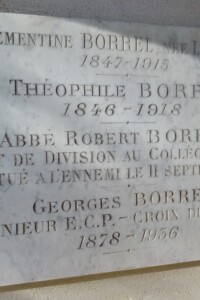 EMENTINE BORREL NÉE L
1847-1915
THÉOPHILE BORR
1846-1918
ABBÉ ROBERT BOR
T DE DIVISION AU COLLÈ
TUÉ A L'ENNEMI LE 11 SEPT
GEORGES BORRE
NIEUR E.C.P. – CROIX D
1878-1956